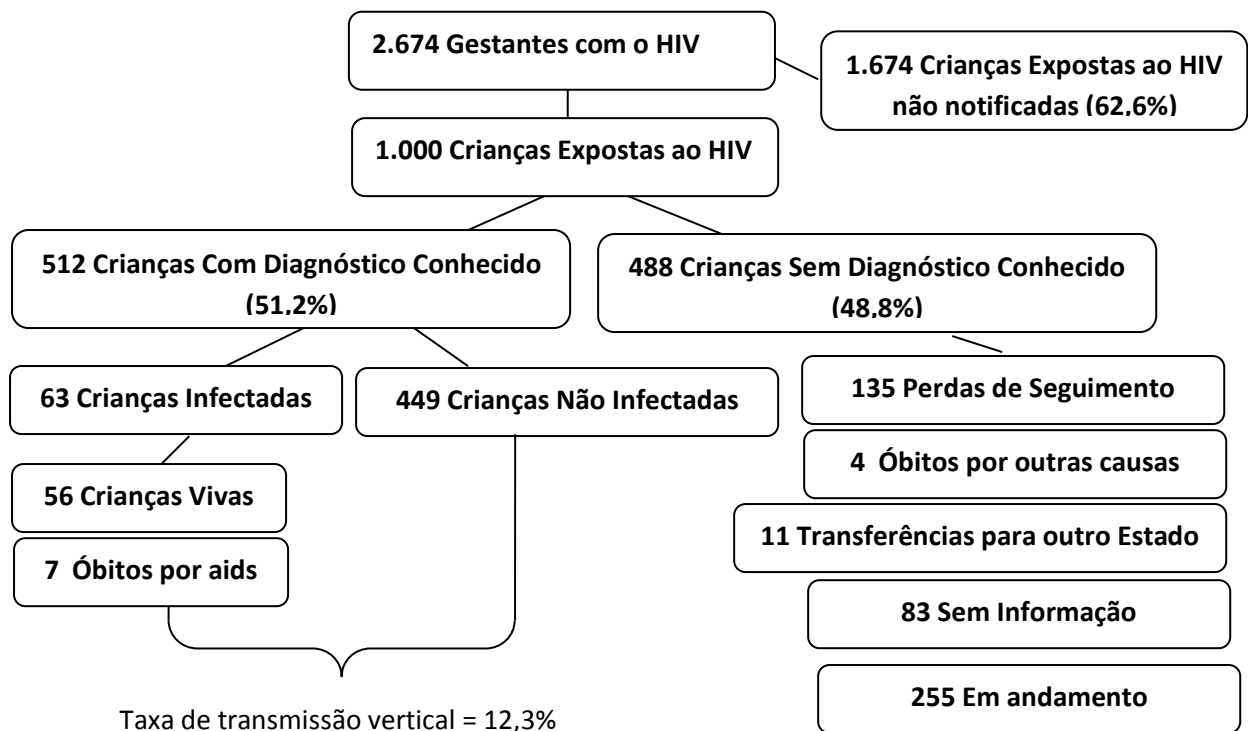 2.674 Gestantes com o HIV
1.674 Crianças Expostas ao HIV
não notificadas (62,6%)
1.000 Crianças Expostas ao HIV
512 Crianças Com Diagnóstico Conhecido
(51,2%)
488 Crianças Sem Diagnóstico Conhecido
(48,8%)
63 Crianças Infectadas
449 Crianças Não Infectadas
135 Perdas de Seguimento
4 Óbitos por outras causas
56 Crianças Vivas
11 Transferências para outro Estado
7 Óbitos por aids
83 Sem Informação
255 Em andamento
Taxa de transmissão vertical = 12,3%